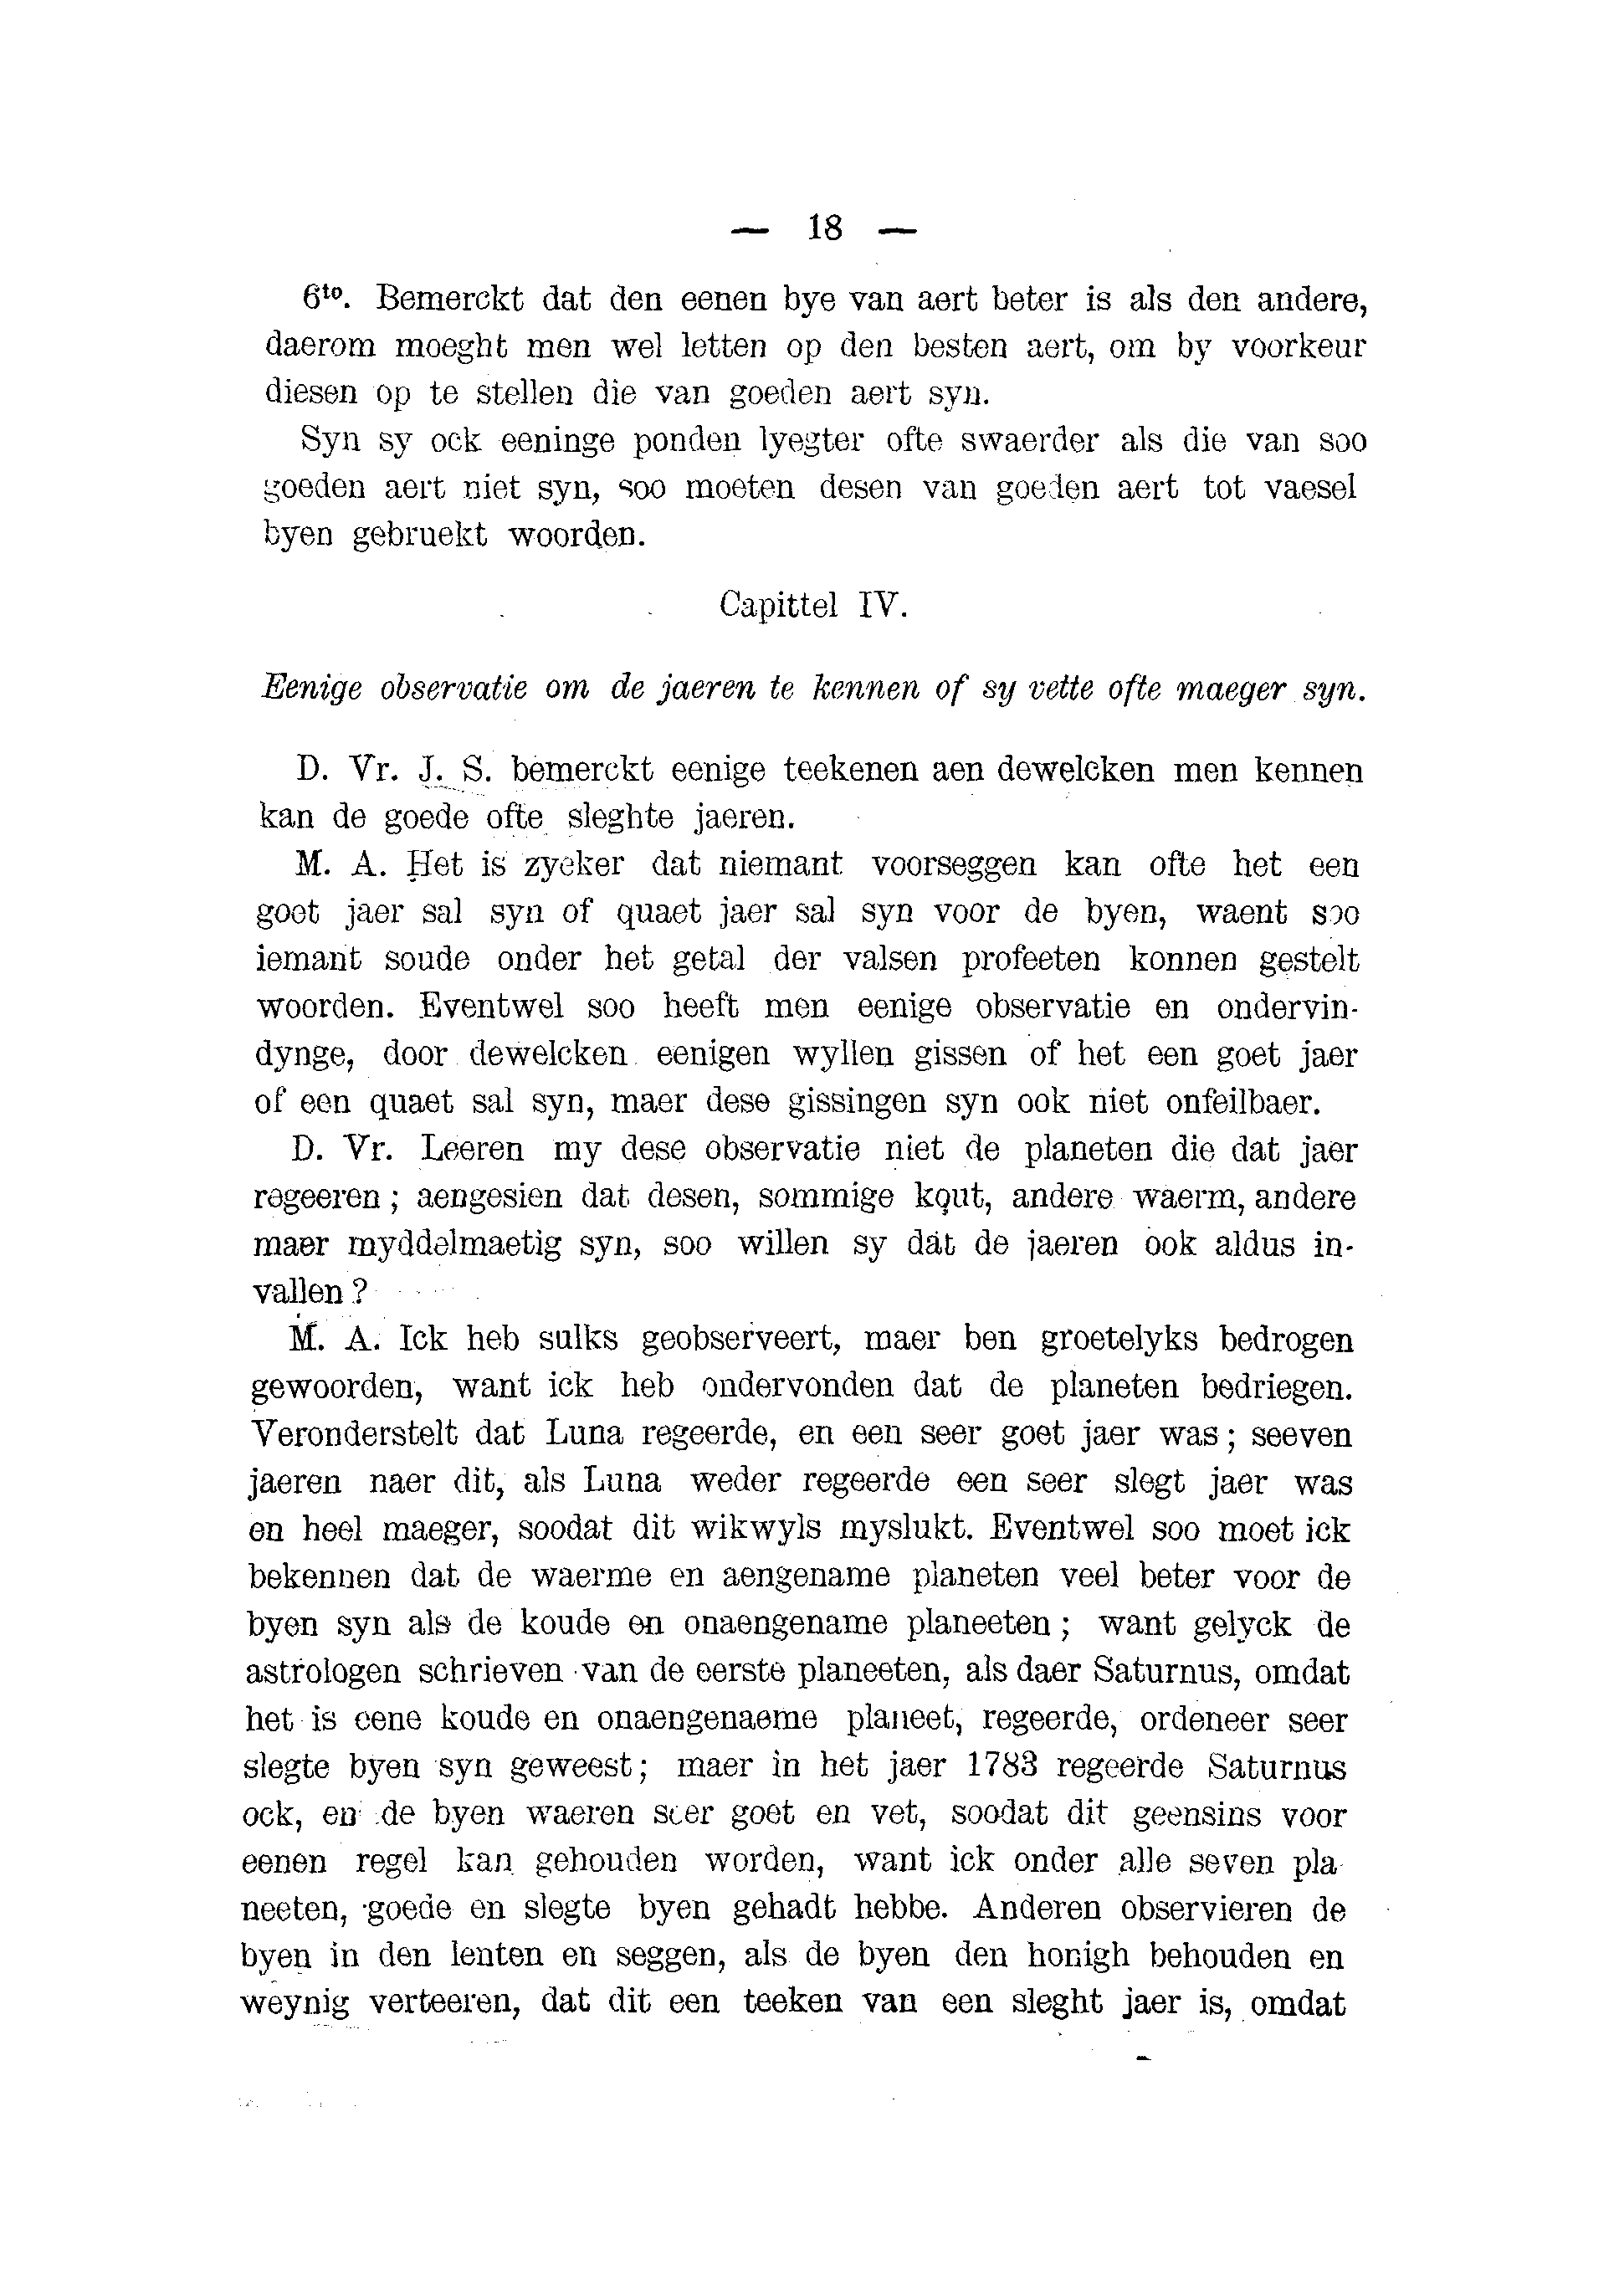 — 18 —
6to. Bemerckt dat den eenen bye van aert beter is als den andere,
daerom moeght men wel letten op den besten aert, om by voorkeur
diesen op te stellen die van goeden aert syn.
Syn sy ock eeninge ponden lyegter ofte swaerder als die van soo
goeden aert niet syn, soo moeten desen van goeden aert tot vaesel
byen gebruekt woorden.
Capittel IV.
Eenige observatie om de jaeren te kennen of sy vette ofte maeger syn.
D. Vr. J. S. bemerckt eenige teekenen aen dewelcken men kennen
kan de goede ofte sleghte jaeren.
M. A. Het is zycker dat niemant voorseggen kan ofte het een
goet jaer sal syn of quaet jaer sal syn voor de byen, waent soo
iemant soude onder het getal der valsen profeeten konnen gestelt
woorden. Eventwel soo heeft men eenige observatie en ondervin-
dynge, door dewelcken eenigen wyllen gissen of het een goet jaer
of een quaet sal syn, maer dese gissingen syn ook niet onfeilbaer.
D. Vr. Leeren my dese observatie niet de planeten die dat jaer
regeeren ; aengesien dat desen, sommige kout, andere waerm, andere
maer myddelmaetig syn, soo willen sy dat de jaeren ook aldus in-
vallen ?
M. A. Ick heb sulks geobserveert, maer ben groetelyks bedrogen
gewoorden, want ick heb ondervonden dat de planeten bedriegen.
Veronderstelt dat Luna regeerde, en een seer goet jaer was ; seeven
jaeren naer dit, als Luna weder regeerde een seer slegt jaer was
en heel maeger, soodat dit wikwyls myslukt. Eventwel soo moet ick
bekennen dat de waerme en aengename planeten veel beter voor de
byen syn als de koude en onaengename planeeten ; want gelyck de
astrologen schrieven van de eerste planeeten, als daer Saturnus, omdat
het is eene koude en onaengenaeme planeet, regeerde, ordeneer seer
slegte byen syn geweest ; maer in het jaer 1783 regeerde Saturnus
ock, en de byen waeren seer goet en vet, soodat dit geensins voor
eenen regel kan gehouden worden, want ick onder alle seven pla
neeten, goede en slegte byen gehadt hebbe. Anderen observieren de
byen in den lenten en seggen, als de byen den honigh behouden en
weynig verteeren, dat dit een teeken van een sleght jaer is, omdat